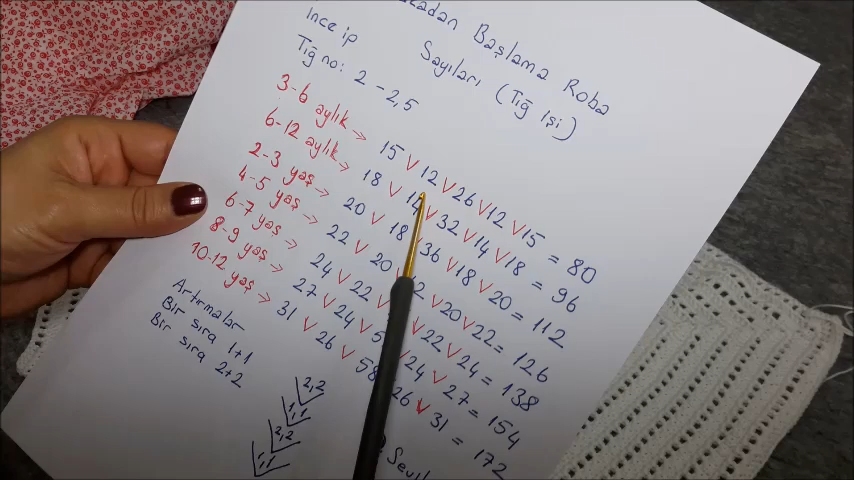 Başlama Roba
Sayıları (Tığ İşi)
İnce ip
Tığ no: 2 - 2,5
3-6 aylık → 15 V 12 V 26 V 12 V 15 = 80
6-12 aylık → 18 V 14 V 32 V 14 V 18 = 96
2-3 yaş → 20 V 18 V 36 V 18 V 20 = 112
4-5 yaş → 22 V 20 V 20 V 22 = 126
6-7 yaş → 24 V 22 V 22 V 24 = 138
8-9 yaş → 27 V 24 V 24 V 27 = 154
10-12 yaş → 31 V 26 V 58 26 V 31 = 172
Artırmalar
Bir sıra 1+1
Bir sıra 2+2
2,2
1,1
2,2
1,1